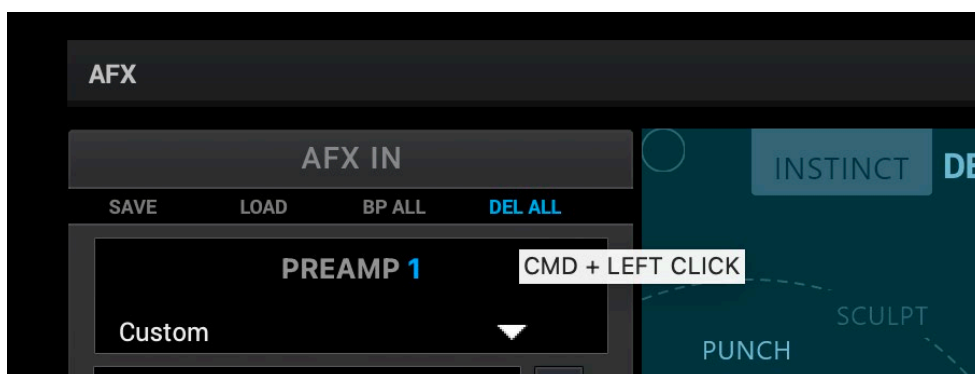 AFX
AFX IN
INSTINCT
SAVE LOAD BP ALL DEL ALL
PREAMP 1
CMD + LEFT CLICK
SCULPT
Custom
PUNCH